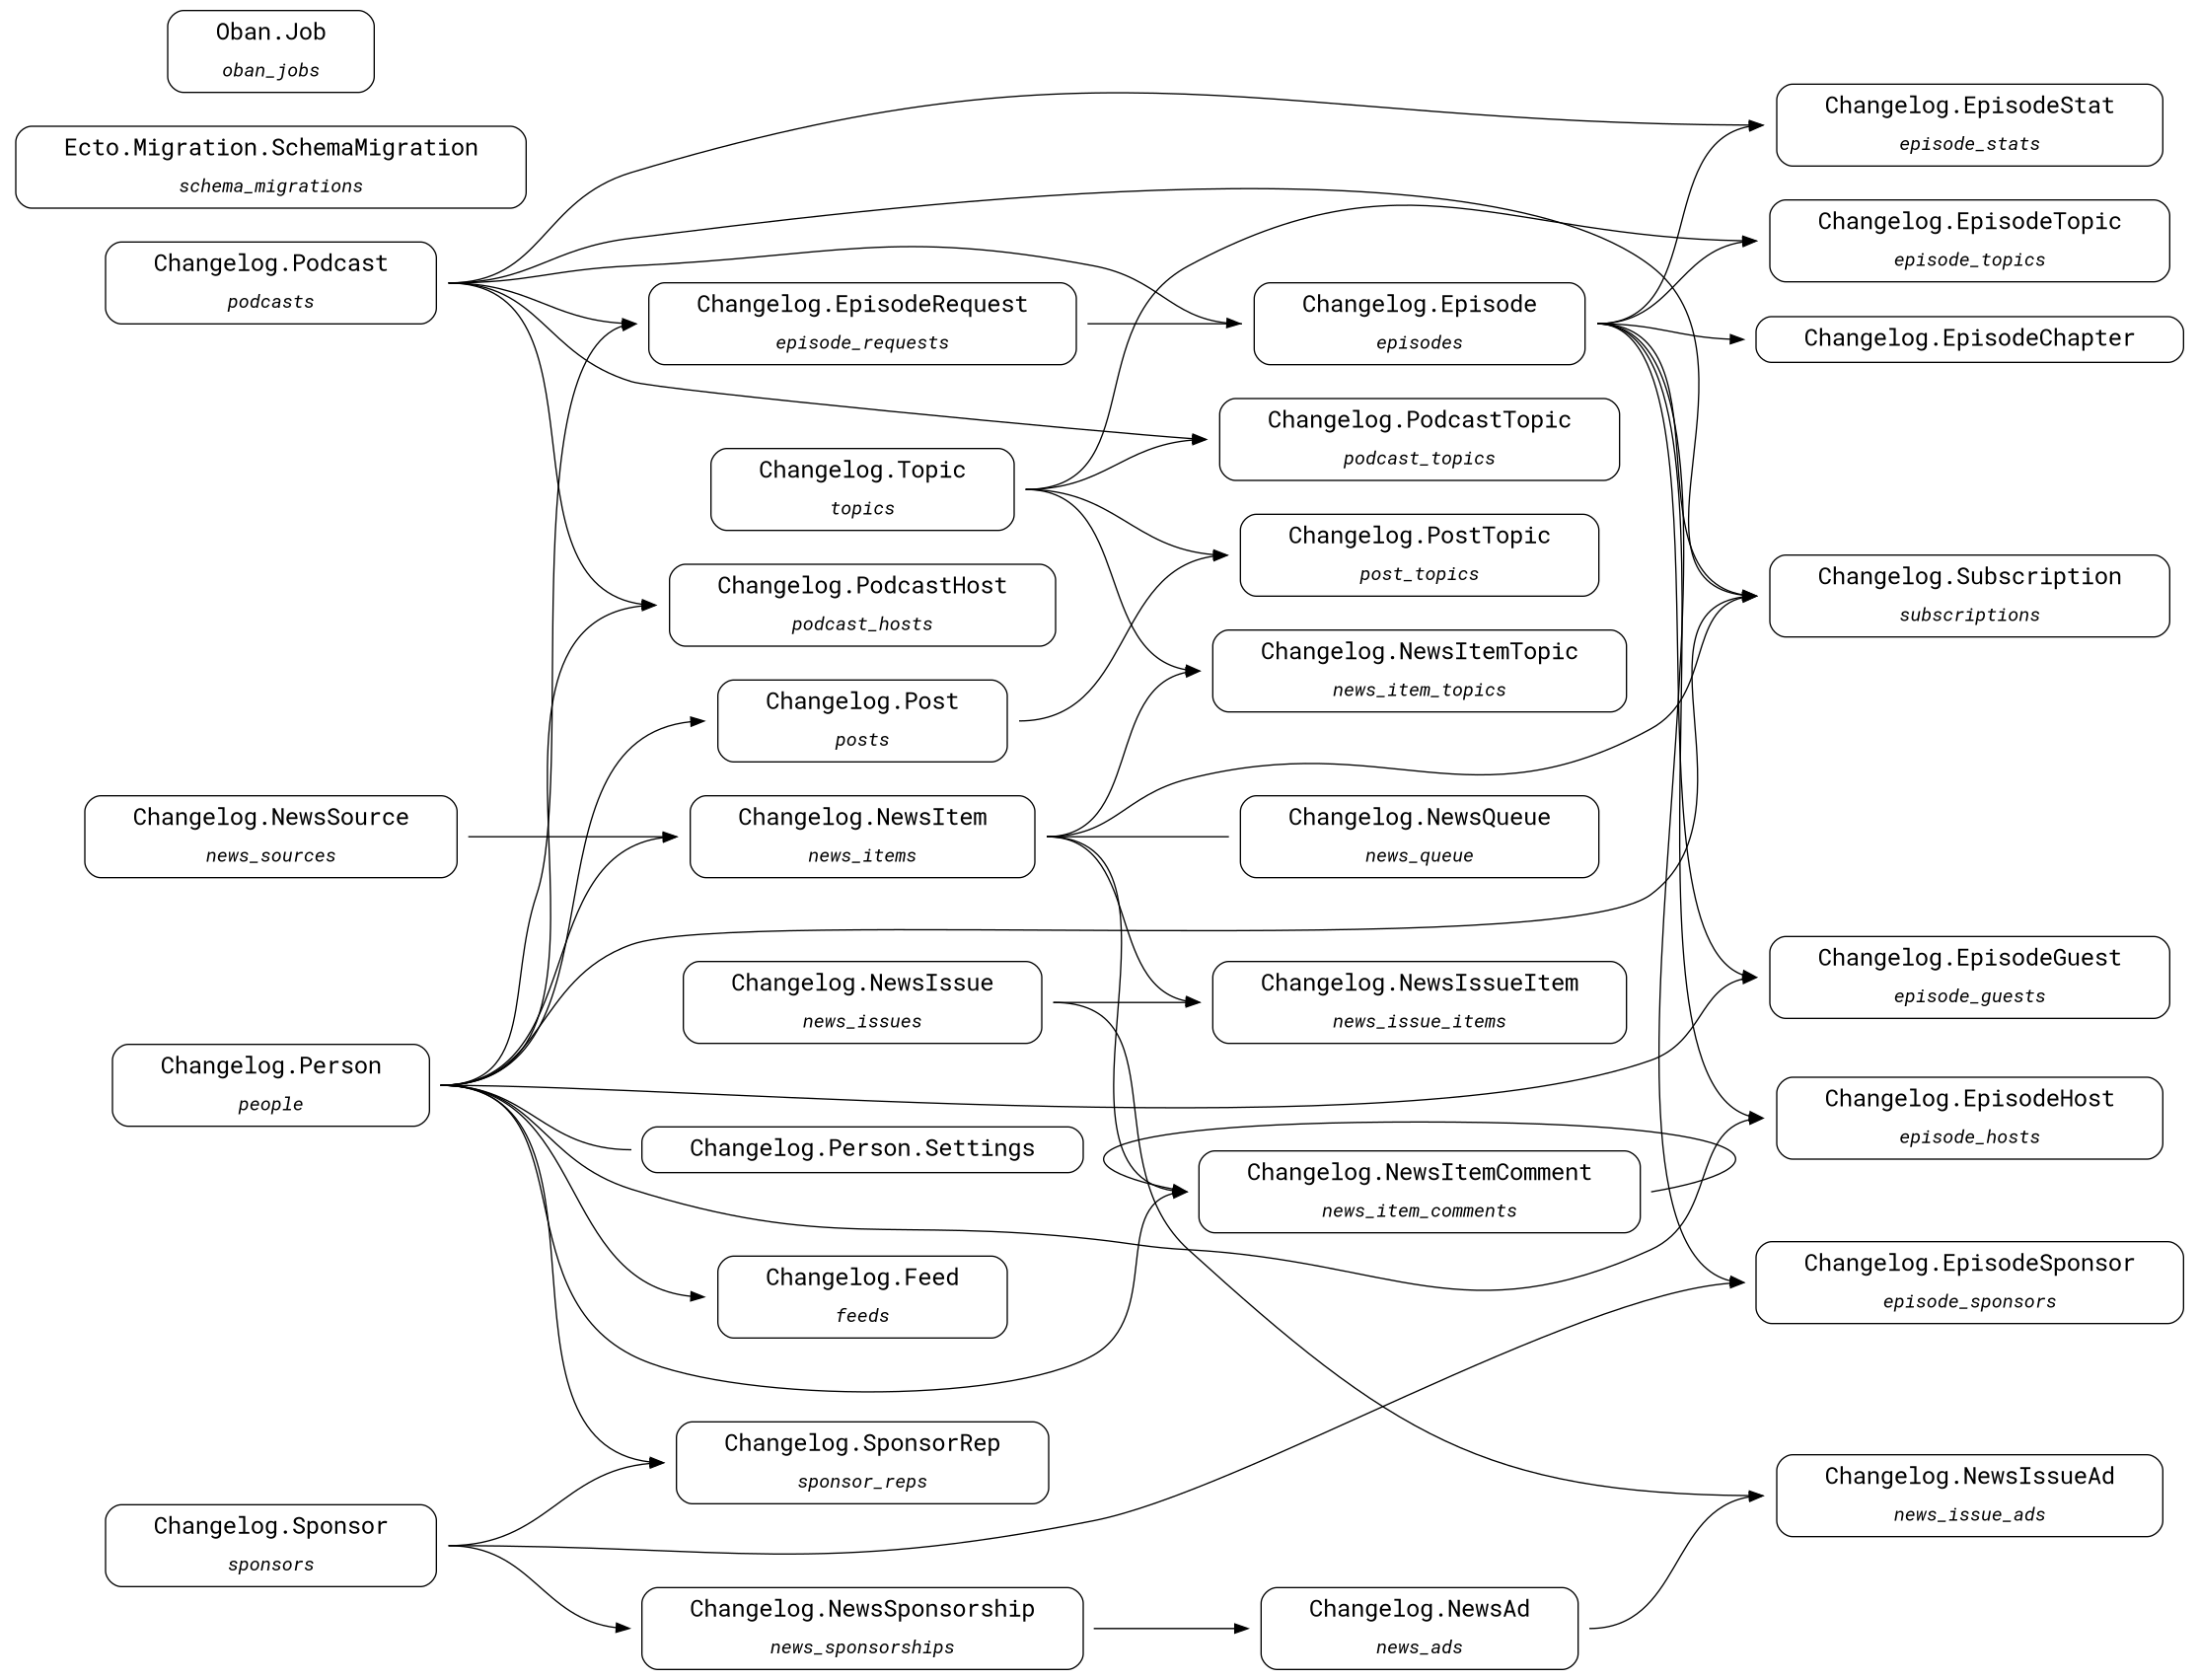 Oban.Job
oban_jobs
Ecto.Migration.SchemaMigration
schema_migrations
Changelog.Podcast
podcasts
Changelog.NewsSource
news_sources
Changelog.Person
people
Changelog.Sponsor
sponsors
Changelog.EpisodeRequest
episode_requests
Changelog.Topic
topics
Changelog.PodcastHost
podcast_hosts
Changelog.Post
posts
Changelog.NewsItem
news_items
Changelog.NewsIssue
news_issues
Changelog.Person.Settings
Changelog.Feed
feeds
Changelog.SponsorRep
sponsor_reps
Changelog.NewsSponsorship
news_sponsorships
Changelog.Episode
episodes
Changelog.PodcastTopic
podcast_topics
Changelog.PostTopic
post_topics
Changelog.NewsItemTopic
news_item_topics
Changelog.NewsQueue
news_queue
Changelog.NewsIssueItem
news_issue_items
Changelog.NewsItemComment
news_item_comments
Changelog.NewsAd
news_ads
Changelog.EpisodeStat
episode_stats
Changelog.EpisodeTopic
episode_topics
Changelog.EpisodeChapter
Changelog.Subscription
subscriptions
Changelog.EpisodeGuest
episode_guests
Changelog.EpisodeHost
episode_hosts
Changelog.EpisodeSponsor
episode_sponsors
Changelog.NewsIssueAd
news_issue_ads